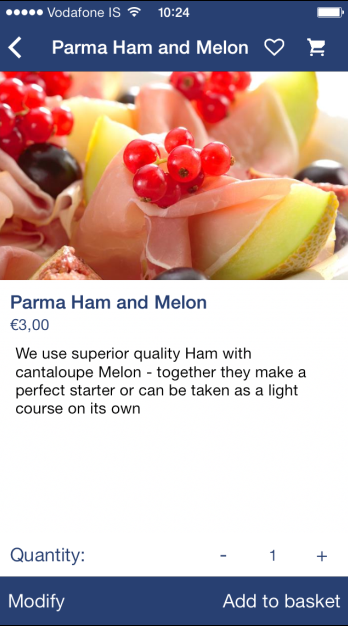 Vodafone IS 10:24
Parma Ham and Melon
Parma Ham and Melon
€3,00
We use superior quality Ham with
cantaloupe Melon - together they make a
perfect starter or can be taken as a light
course on its own
Quantity: - 1 +
Modify Add to basket